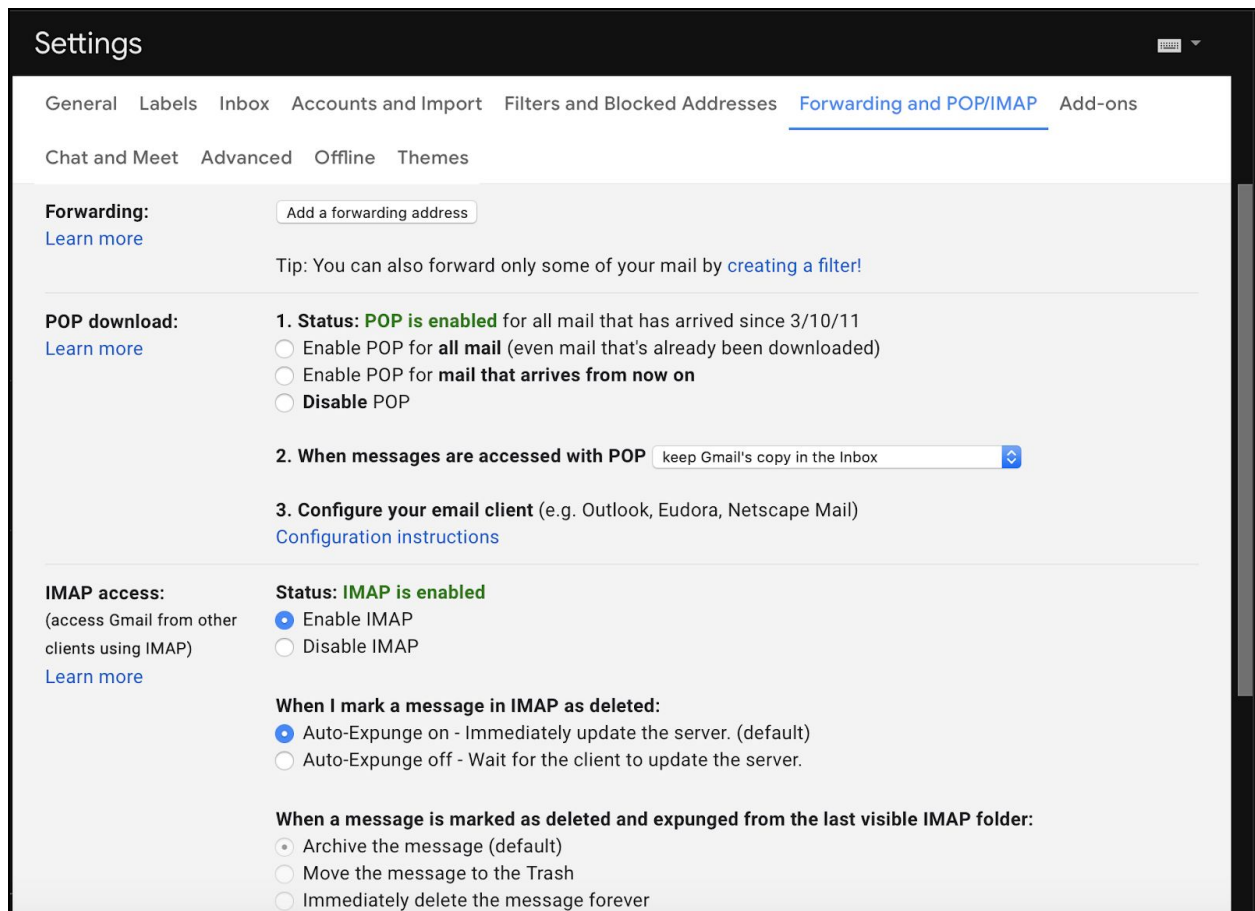 Settings
General Labels Inbox Accounts and Import Filters and Blocked Addresses Forwarding and POP/IMAP Add-ons
Chat and Meet Advanced Offline Themes
Forwarding:
Learn more
Add a forwarding address
Tip: You can also forward only some of your mail by creating a filter!
POP download:
Learn more
1. Status: POP is enabled for all mail that has arrived since 3/10/11
Enable POP for all mail (even mail that's already been downloaded)
Enable POP for mail that arrives from now on
Disable POP
2. When messages are accessed with POP keep Gmail's copy in the Inbox
3. Configure your email client (e.g. Outlook, Eudora, Netscape Mail)
Configuration instructions
IMAP access:
(access Gmail from other
clients using IMAP)
Learn more
Status: IMAP is enabled
Enable IMAP
Disable IMAP
When I mark a message in IMAP as deleted:
Auto-Expunge on - Immediately update the server. (default)
Auto-Expunge off - Wait for the client to update the server.
When a message is marked as deleted and expunged from the last visible IMAP folder:
Archive the message (default)
Move the message to the Trash
Immediately delete the message forever